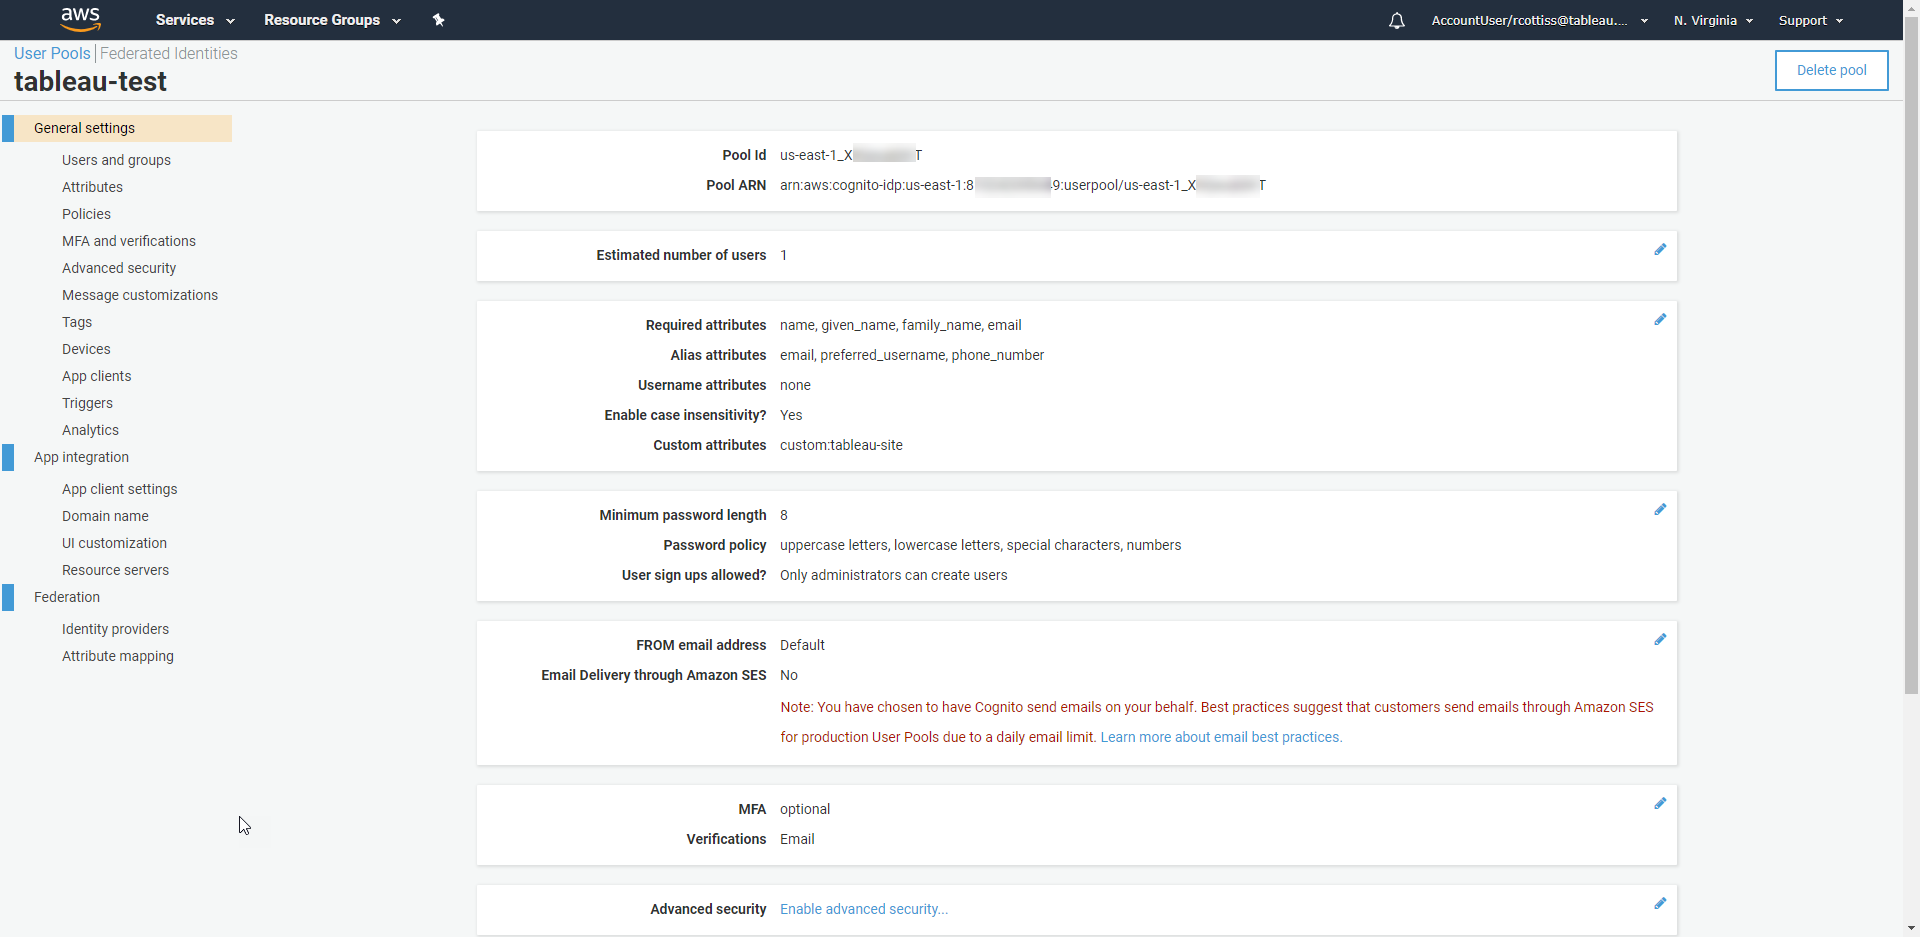 aws Services Resource Groups AccountUser/rcottiss@tableau.... N. Virginia Support
User Pools Federated Identities
tableau-test
Delete pool
General settings
Users and groups
Attributes
Policies
MFA and verifications
Advanced security
Message customizations
Tags
Devices
App clients
Triggers
Analytics
App integration
App client settings
Domain name
UI customization
Resource servers
Federation
Identity providers
Attribute mapping
Pool Id us-east-1_X T
Pool ARN arn:aws:cognito-idp:us-east-1:8 9:userpool/us-east-1_X T
Estimated number of users 1
Required attributes name, given_name, family_name, email
Alias attributes email, preferred_username, phone_number
Username attributes none
Enable case insensitivity? Yes
Custom attributes custom:tableau-site
Minimum password length 8
Password policy uppercase letters, lowercase letters, special characters, numbers
User sign ups allowed? Only administrators can create users
FROM email address Default
Email Delivery through Amazon SES No
Note: You have chosen to have Cognito send emails on your behalf. Best practices suggest that customers send emails through Amazon SES
for production User Pools due to a daily email limit. Learn more about email best practices.
MFA optional
Verifications Email
Advanced security Enable advanced security...